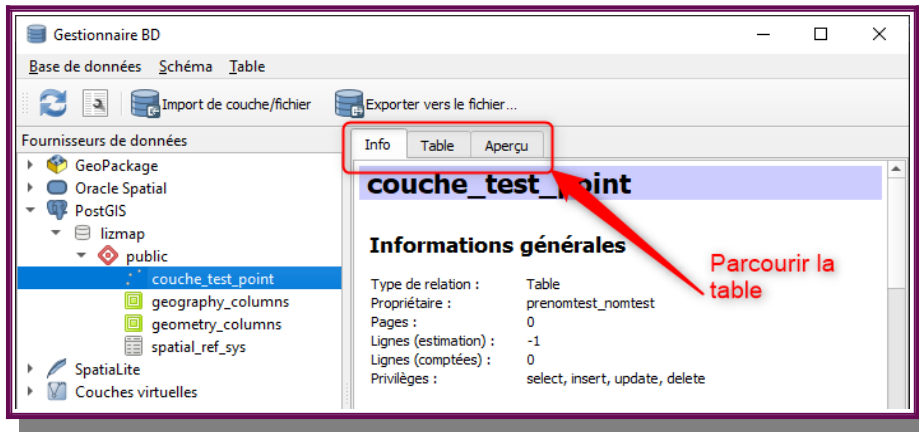 Gestionnaire BD
Base de données Schéma Table
Import de couche/fichier Exporter vers le fichier...
Fournisseurs de données
GeoPackage
Oracle Spatial
PostGIS
lizmap
public
couche_test_point
geography_columns
geometry_columns
spatial_ref_sys
SpatiaLite
Couches virtuelles
Info Table Aperçu
couche_test_point
Informations générales
Type de relation : Table
Propriétaire : prenomtest_nomtest
Pages : 0
Lignes (estimation) : -1
Lignes (comptées) : 0
Privilèges : select, insert, update, delete
Parcourir la
table